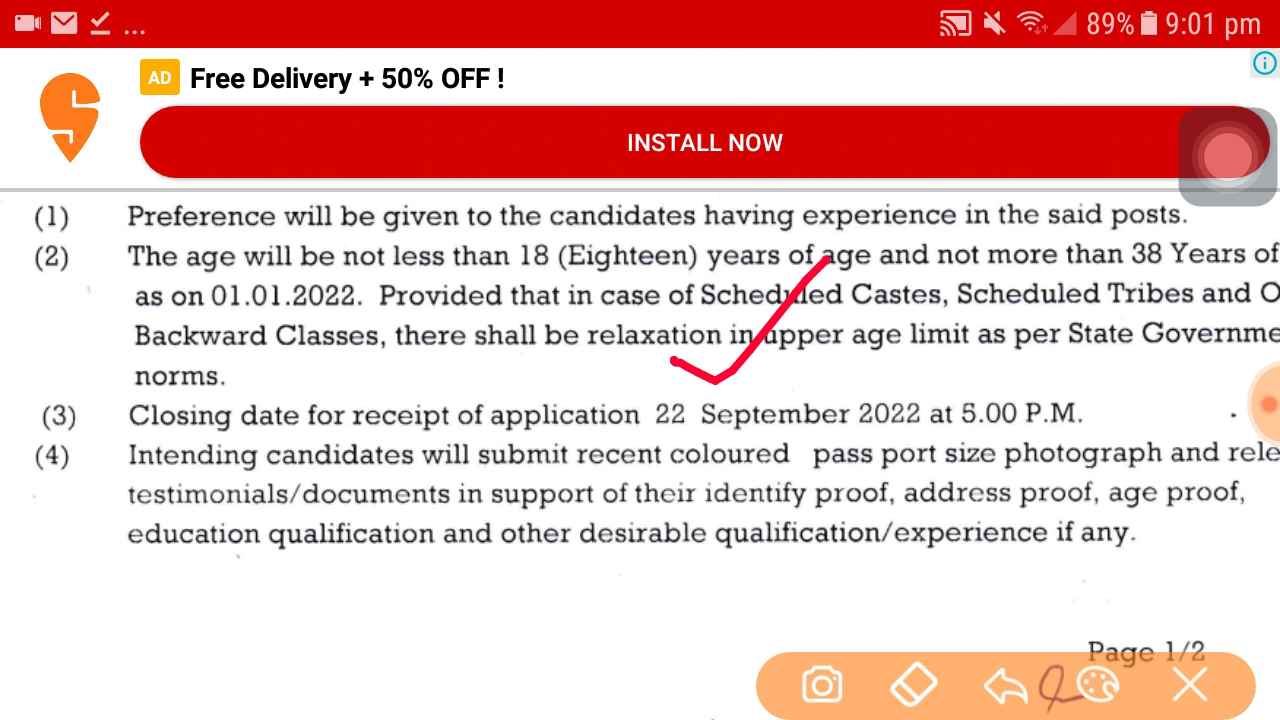 ... 89% 9:01 pm
AD Free Delivery + 50% OFF !
INSTALL NOW
(1) Preference will be given to the candidates having experience in the said posts.
(2) The age will be not less than 18 (Eighteen) years of age and not more than 38 Years of
as on 01.01.2022. Provided that in case of Scheduled Castes, Scheduled Tribes and O
Backward Classes, there shall be relaxation in upper age limit as per State Governme
norms.
(3) Closing date for receipt of application 22 September 2022 at 5.00 P.M.
(4) Intending candidates will submit recent coloured pass port size photograph and rele
testimonials/documents in support of their identify proof, address proof, age proof,
education qualification and other desirable qualification/experience if any.
Page 1/2